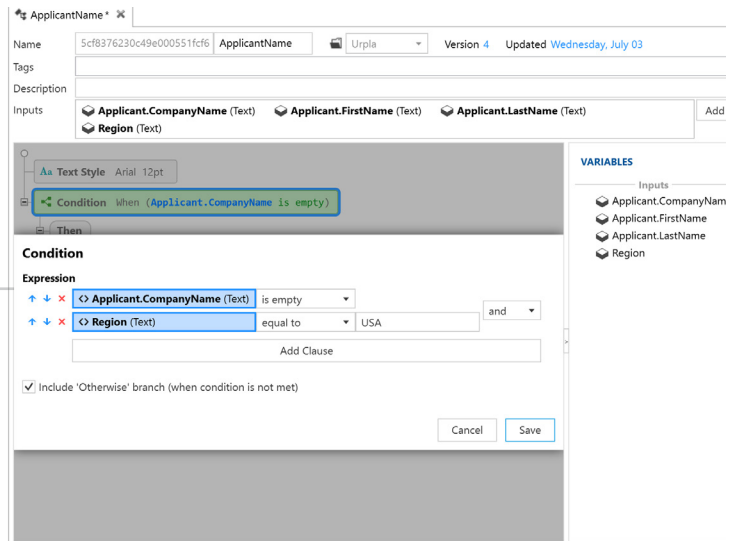 ApplicantName*
Name 5cf8376230c49e000551fcf6 ApplicantName Urpla Version 4 Updated Wednesday, July 03
Tags
Description
Inputs Applicant.CompanyName (Text) Applicant.FirstName (Text) Applicant.LastName (Text) Add
Region (Text)
Aa Text Style Arial 12pt
Condition When (Applicant.CompanyName is empty)
Then
Condition
Expression
<> Applicant.CompanyName (Text) is empty
and
<> Region (Text) equal to USA
Add Clause
Include 'Otherwise' branch (when condition is not met)
Cancel Save
VARIABLES
Inputs
Applicant.CompanyNam
Applicant.FirstName
Applicant.LastName
Region